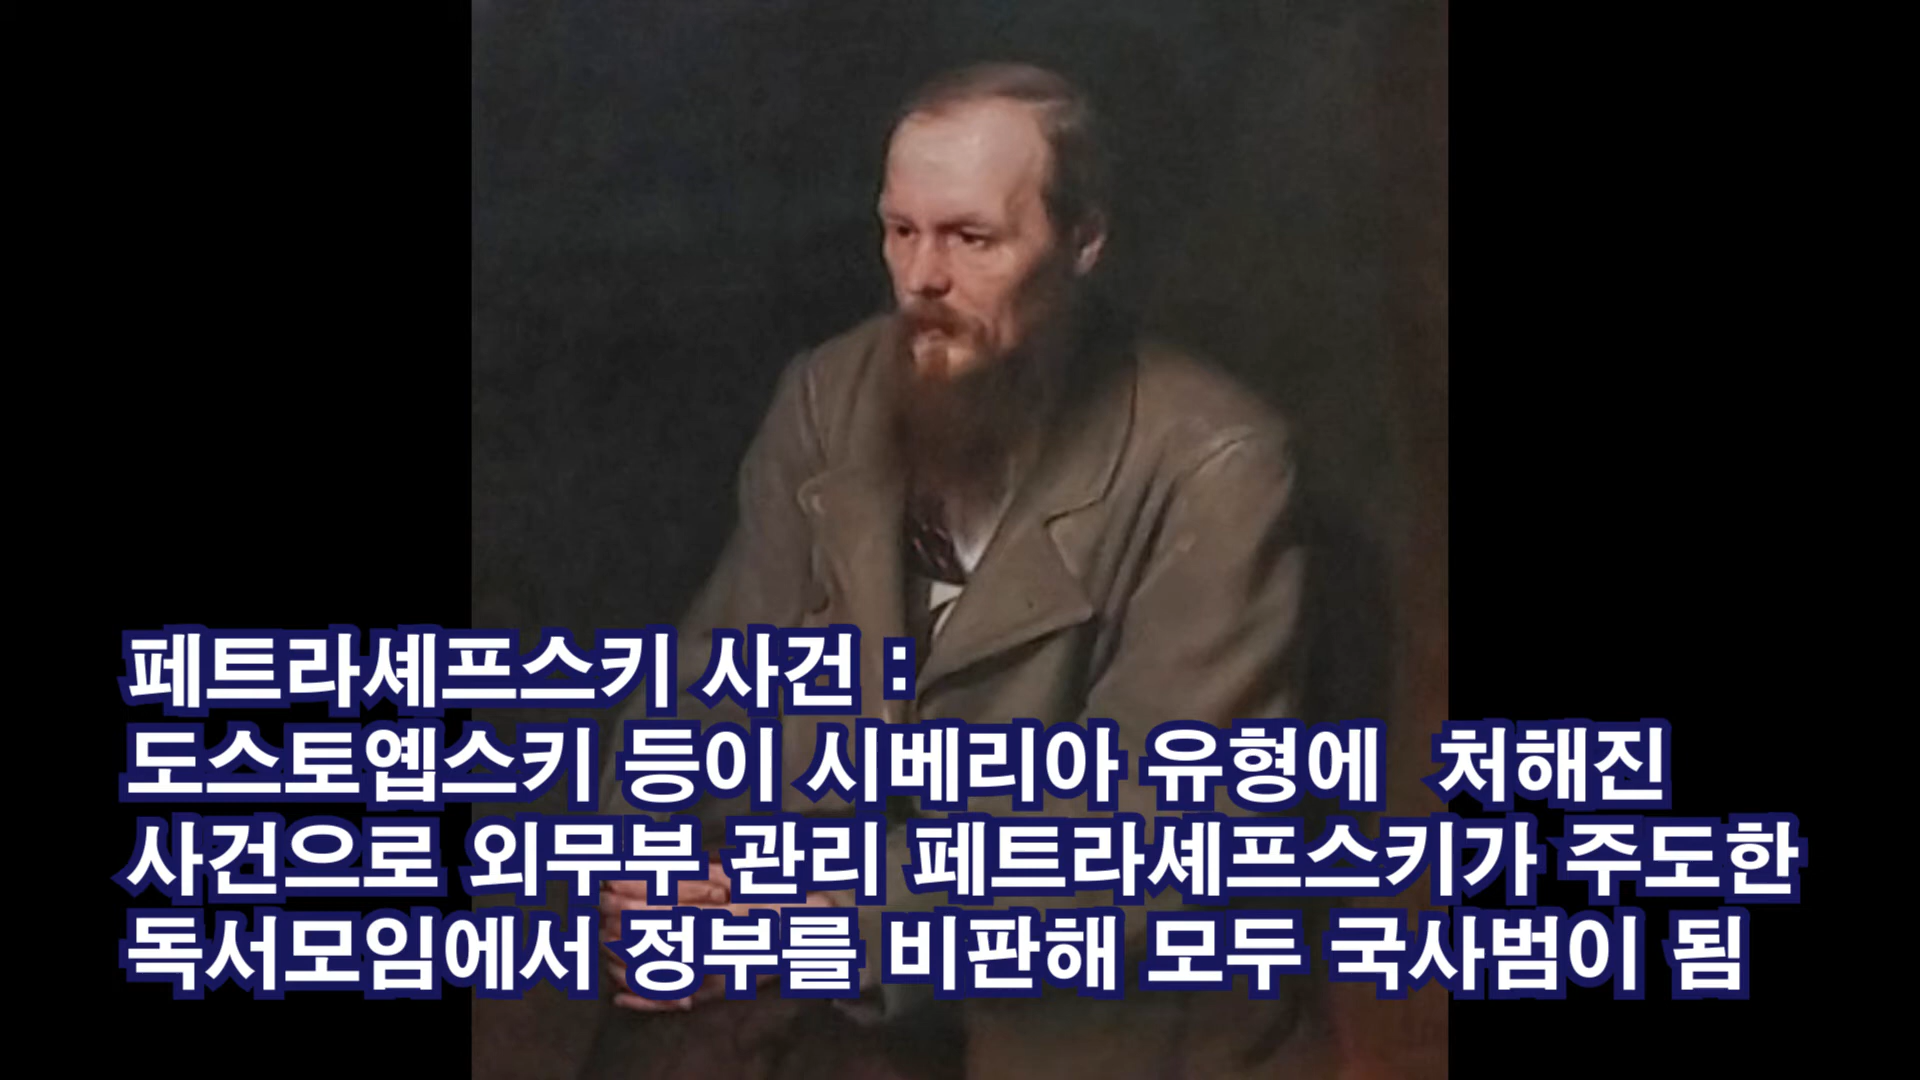 페트라셰프스키 사건 :
도스토옙스키 등이 시베리아 유형에 처해진
사건으로 외무부 관리 페트라셰프스키가 주도한
독서모임에서 정부를 비판해 모두 국사범이 됨